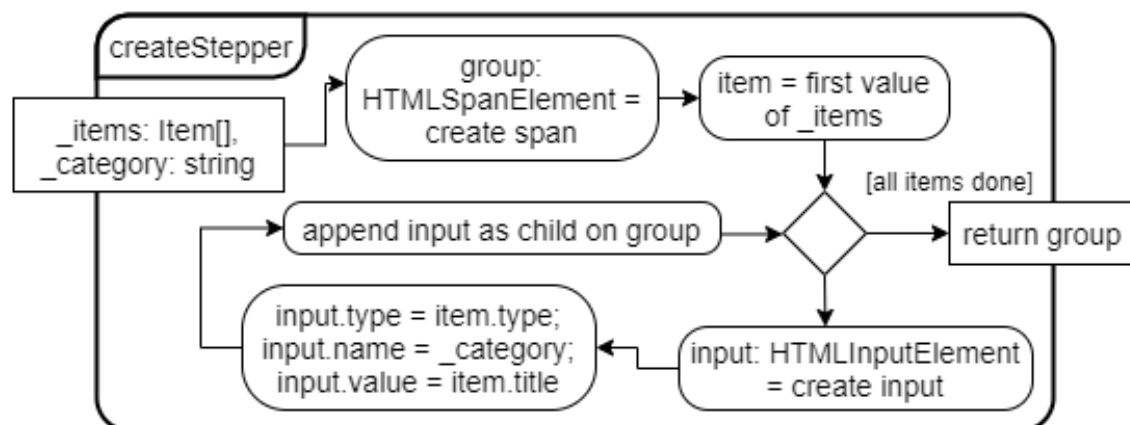 createStepper
_items: Item[],
_category: string
group:
HTMLSpanElement =
create span
item = first value
of _items
[all items done]
return group
append input as child on group
input: HTMLInputElement
= create input
input.type = item.type;
input.name = _category;
input.value = item.title